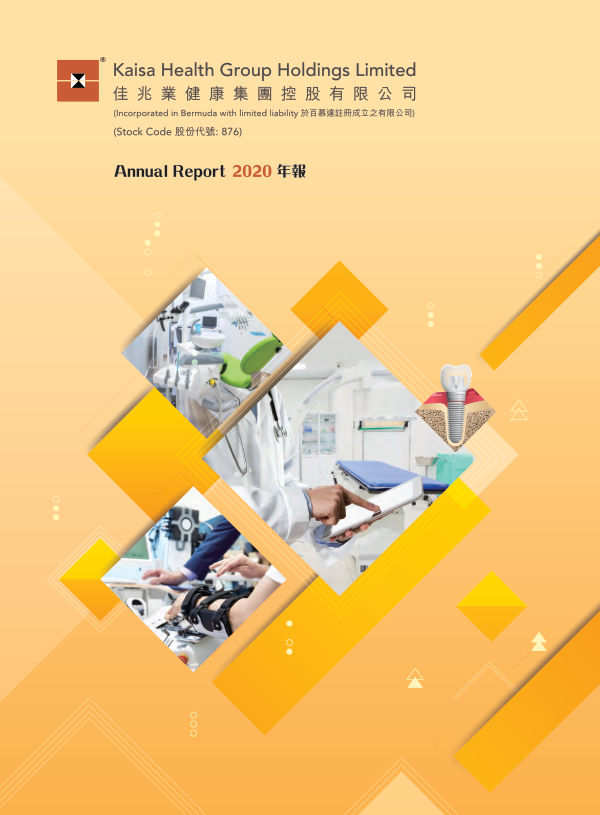 ®
Kaisa Health Group Holdings Limited
佳兆業健康集團控股有限公司
(Incorporated in Bermuda with limited liability 於百慕達註冊成立之有限公司)
(Stock Code 股份代號: 876)
Annual Report 2020 年報